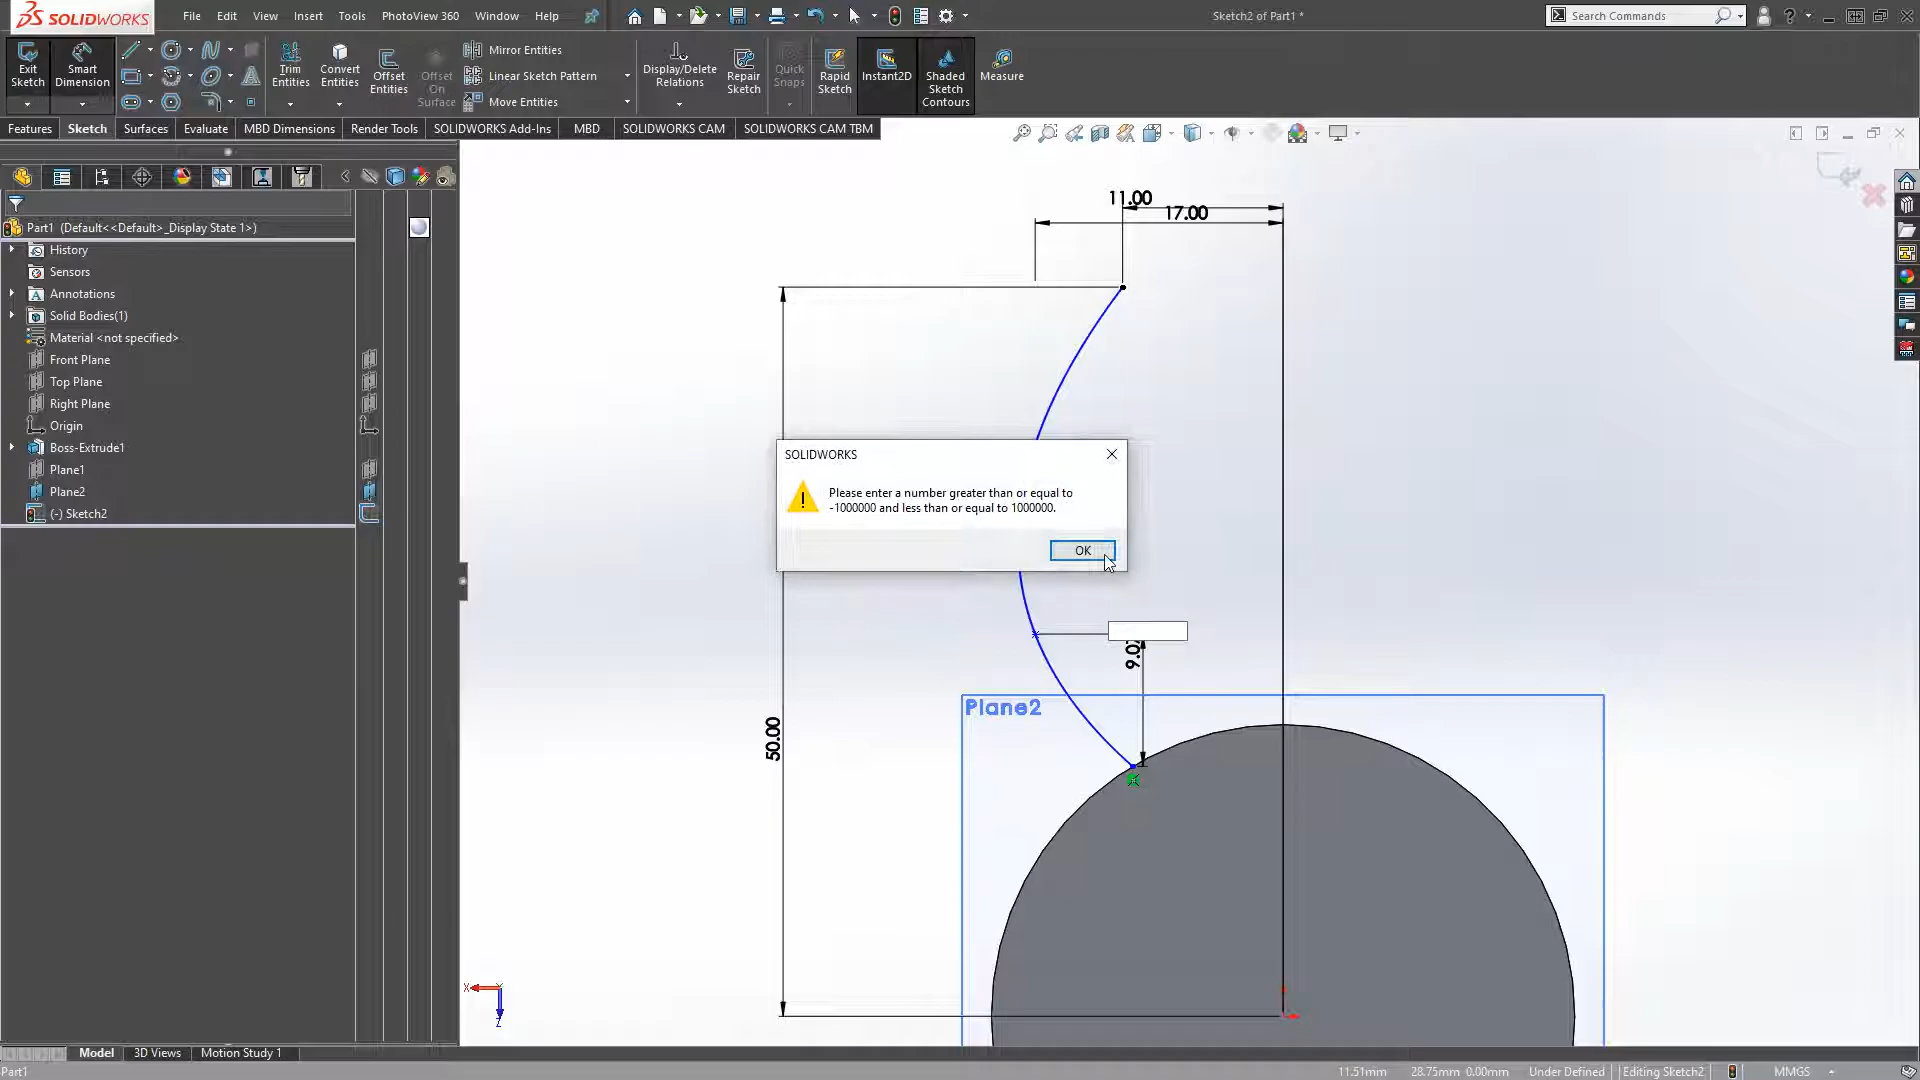 SOLIDWORKS
File Edit View Insert Tools PhotoView 360 Window Help
Sketch2 of Part1 *
Search Commands
Exit Sketch
Smart Dimension
Trim Entities
Convert Entities
Offset Entities
Offset On Surface
Mirror Entities
Linear Sketch Pattern
Move Entities
Display/Delete Relations
Repair Sketch
Quick Snaps
Rapid Sketch
Instant2D
Shaded Sketch Contours
Measure
Features Sketch Surfaces Evaluate MBD Dimensions Render Tools SOLIDWORKS Add-Ins MBD SOLIDWORKS CAM SOLIDWORKS CAM TBM
Part1 (Default<<Default>_Display State 1>)
History
Sensors
Annotations
Solid Bodies(1)
Material <not specified>
Front Plane
Top Plane
Right Plane
Origin
Boss-Extrude1
Plane1
Plane2
(-) Sketch2
11.00
17.00
SOLIDWORKS
Please enter a number greater than or equal to
-1000000 and less than or equal to 1000000.
OK
50.00
Plane2
X
Z
Model 3D Views Motion Study 1
Part1
11.51mm 28.75mm 0.00mm Under Defined Editing Sketch2 MMGS